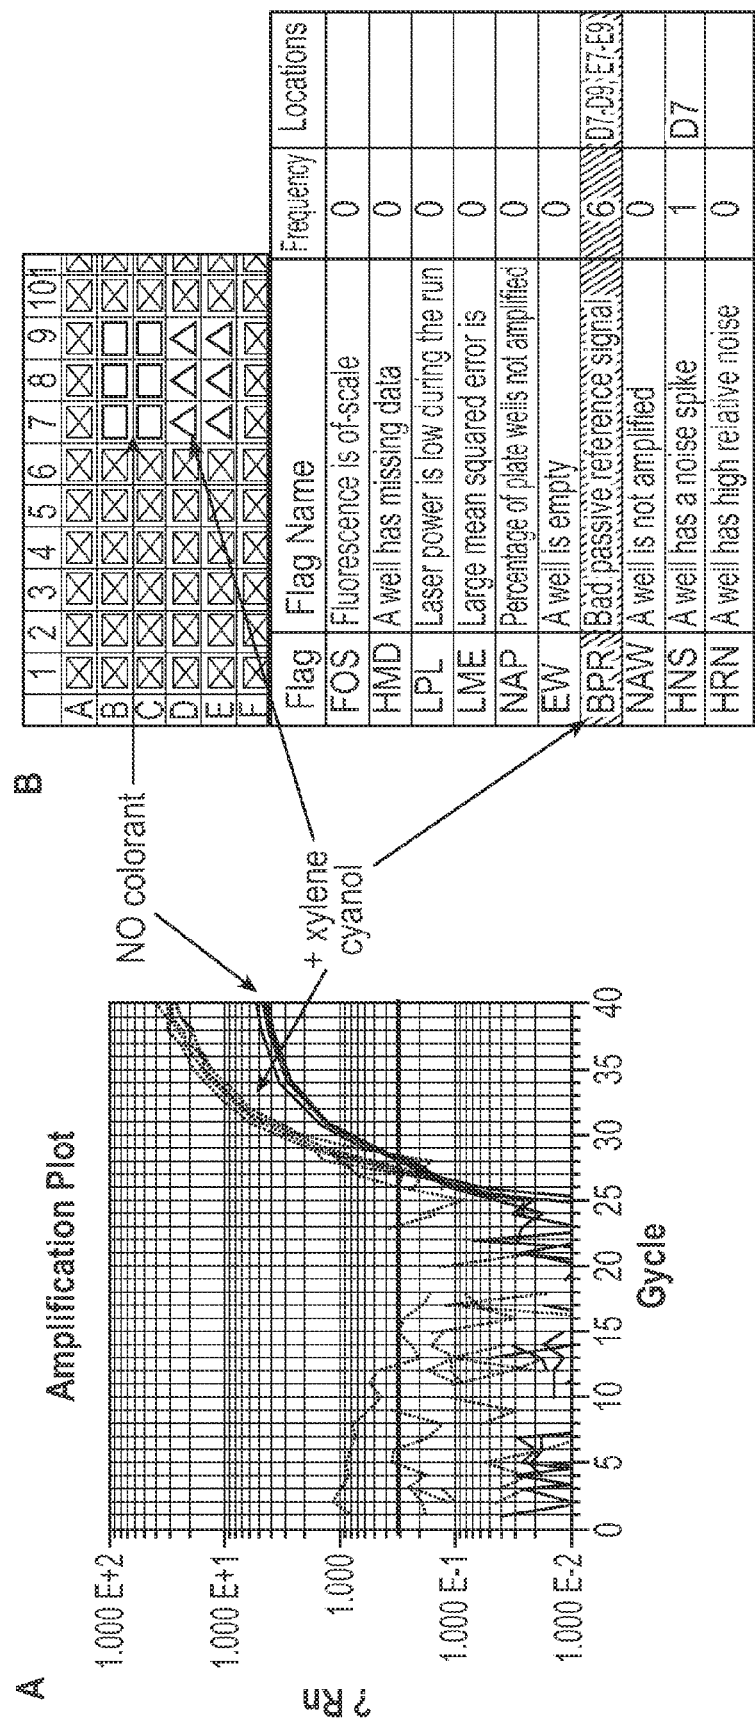 A
Amplification Plot
1.000 E+2
1.000 E+1
1.000
1.000 E-1
1.000 E-2
? Rn
0 5 10 15 20 25 30 35 40
Gycle
NO colorant
+ xylene
cyanol
B
1 2 3 4 5 6 7 8 9 101
A
B
C
D
E
F
Flag Flag Name Frequency Locations
FOS Fluorescence is of-scale 0
HMD A well has missing data 0
LPL Laser power is low during the run 0
LME Large mean squared error is 0
NAP Percentage of plate wells not amplified 0
EW A well is empty 0
BPR Bad passive reference signal 6 D7-D9, E7-E9
NAW A well is not amplified 0
HNS A well has a noise spike 1 D7
HRN A well has high relative noise 0